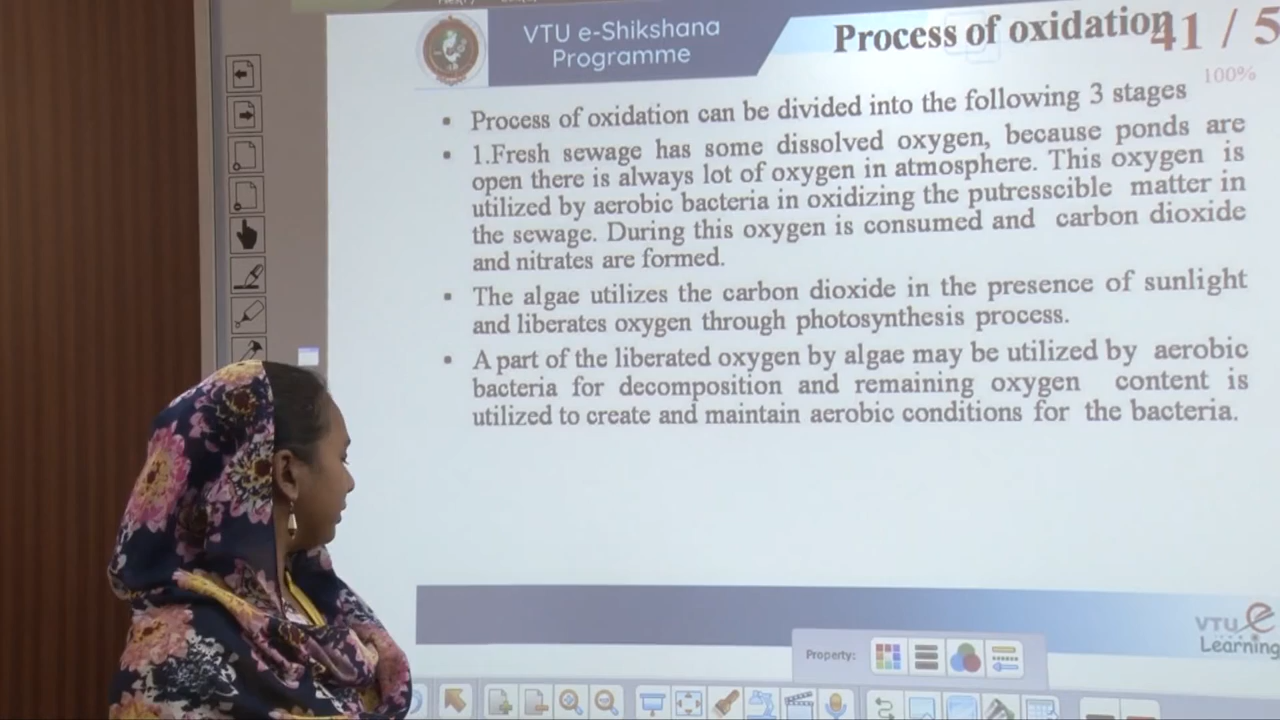 VTU e-Shikshana
Programme
Process of oxidation
41 / 5
100%
Process of oxidation can be divided into the following 3 stages
1.Fresh sewage has some dissolved oxygen, because ponds are
open there is always lot of oxygen in atmosphere. This oxygen is
utilized by aerobic bacteria in oxidizing the putresscible matter in
the sewage. During this oxygen is consumed and carbon dioxide
and nitrates are formed.
The algae utilizes the carbon dioxide in the presence of sunlight
and liberates oxygen through photosynthesis process.
A part of the liberated oxygen by algae may be utilized by aerobic
bacteria for decomposition and remaining oxygen content is
utilized to create and maintain aerobic conditions for the bacteria.
VTU e
Learning
Property: